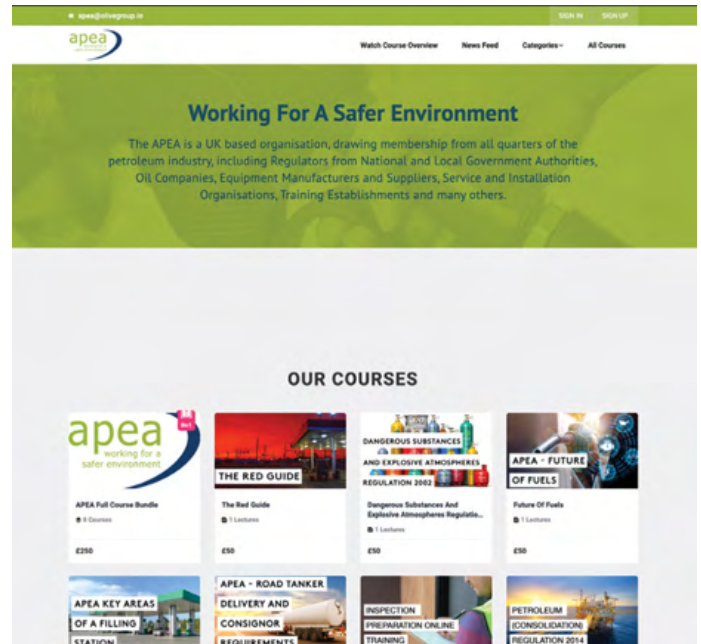 apea@olivegroup.io
SIGN IN SIGN UP
apea
Watch Course Overview News Feed Categories All Courses
Working For A Safer Environment
The APEA is a UK based organisation, drawing membership from all quarters of the
petroleum industry, including Regulators from National and Local Government Authorities,
Oil Companies, Equipment Manufacturers and Suppliers, Service and Installation
Organisations, Training Establishments and many others.
OUR COURSES
apea
working for a
safer environment
APEA Full Course Bundle
8 Courses
£250
THE RED GUIDE
The Red Guide
1 Lectures
£50
DANGEROUS SUBSTANCES
AND EXPLOSIVE ATMOSPHERES
REGULATION 2002
Dangerous Substances And
Explosive Atmospheres Regulatio...
1 Lectures
£50
APEA - FUTURE
OF FUELS
Future Of Fuels
1 Lectures
£50
APEA KEY AREAS
OF A FILLING
STATION
APEA - ROAD TANKER
DELIVERY AND
CONSIGNOR
REQUIREMENTS
INSPECTION
PREPARATION ONLINE
TRAINING
PETROLEUM
(CONSOLIDATION)
REGULATION 2014